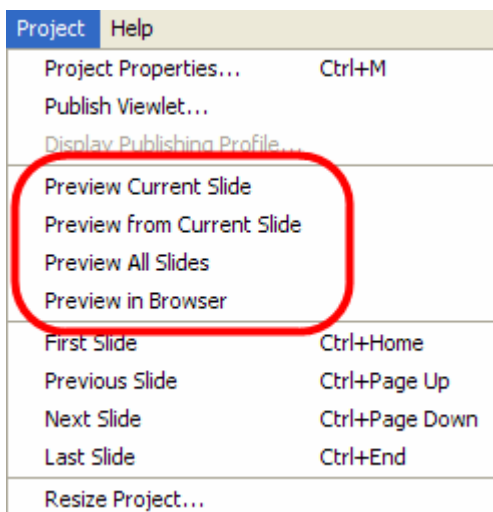 Project Help
Project Properties... Ctrl+M
Publish Viewlet...
Display Publishing Profile...
Preview Current Slide
Preview from Current Slide
Preview All Slides
Preview in Browser
First Slide Ctrl+Home
Previous Slide Ctrl+Page Up
Next Slide Ctrl+Page Down
Last Slide Ctrl+End
Resize Project...